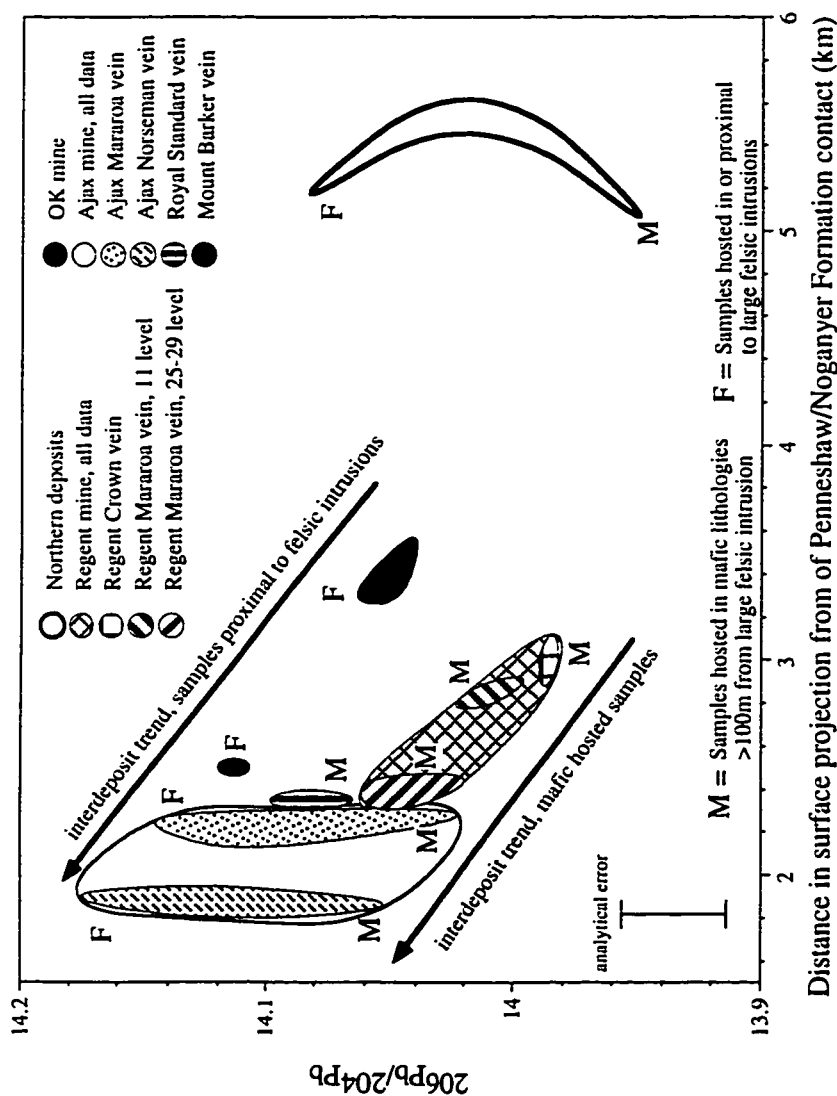 14.2
14.1
14
13.9
206Pb/204Pb
2
3
4
5
6
Distance in surface projection from of Penneshaw/Noganyer Formation contact (km)
Northern deposits
Regent mine, all data
Regent Crown vein
Regent Mararoa vein, 11 level
Regent Mararoa vein, 25-29 level
OK mine
Ajax mine, all data
Ajax Mararoa vein
Ajax Norseman vein
Royal Standard vein
Mount Barker vein
interdeposit trend, samples proximal to felsic intrusions
interdeposit trend, mafic hosted samples
F
F
F
F
F
M
M
M
M
M
M
M
analytical error
M = Samples hosted in mafic lithologies
>100m from large felsic intrusion
F = Samples hosted in or proximal
to large felsic intrusions